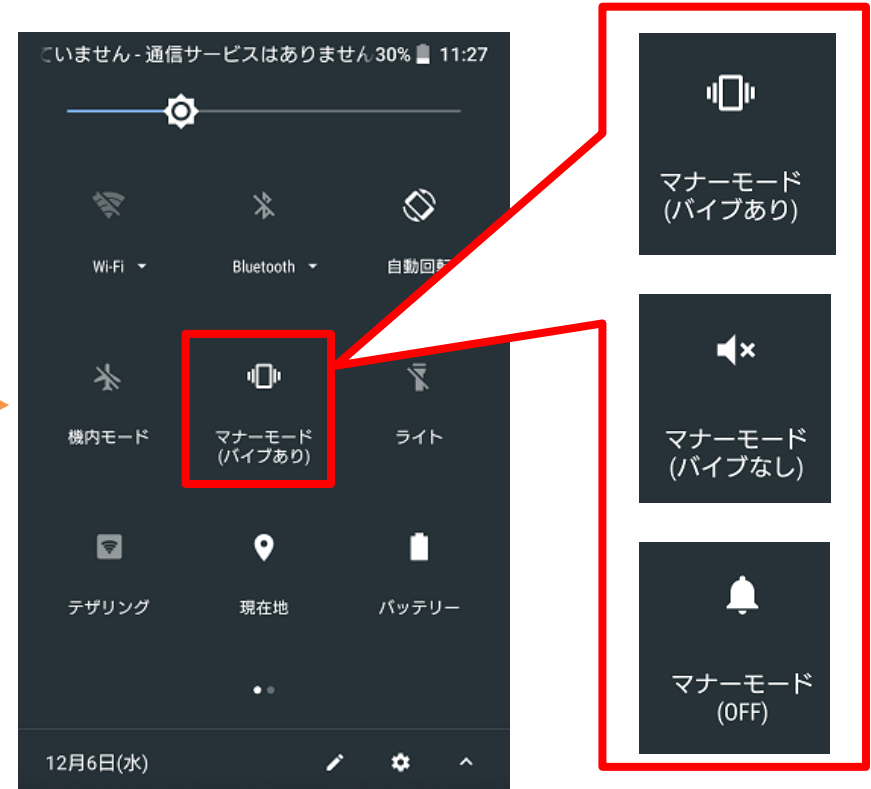 ていません - 通信サービスはありません 30% 11:27
Wi-Fi
Bluetooth
自動回転
機内モード
マナーモード
(バイブあり)
ライト
テザリング
現在地
バッテリー
12月6日(水)
マナーモード
(バイブあり)
マナーモード
(バイブなし)
マナーモード
(OFF)